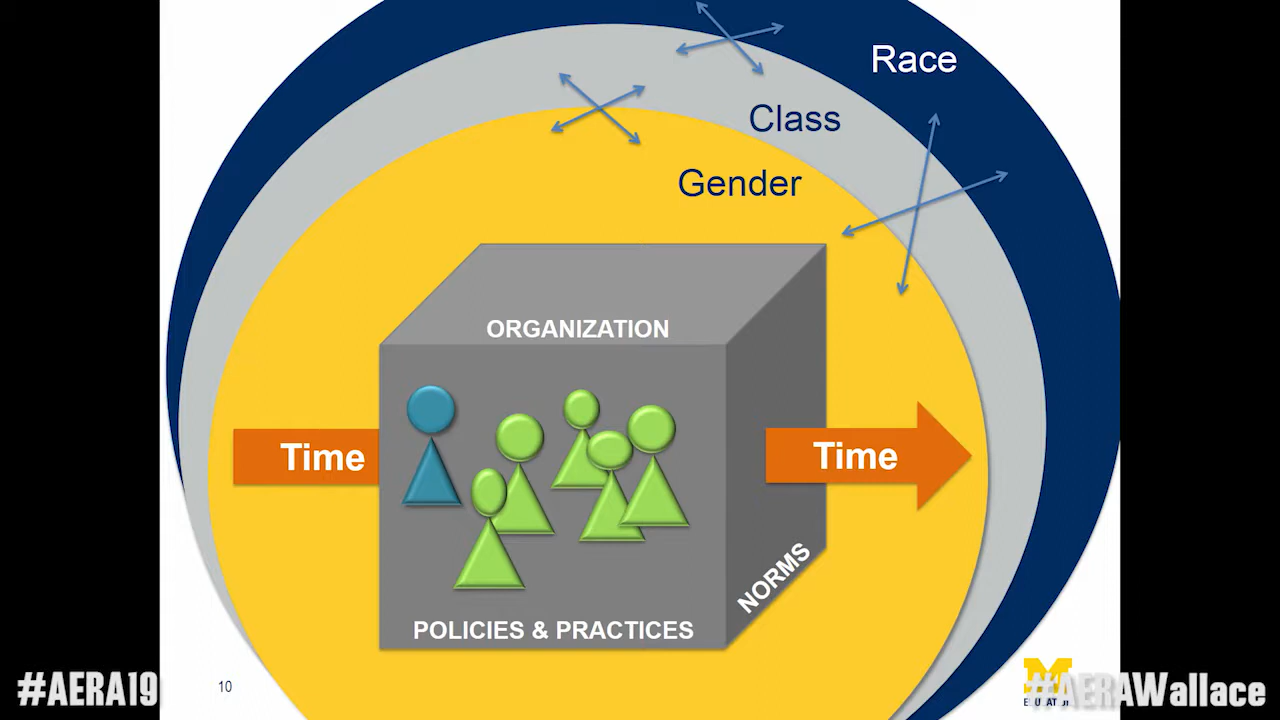 Race
Class
Gender
ORGANIZATION
Time
Time
NORMS
POLICIES & PRACTICES
10
M
#AERA19
#AERAWallace